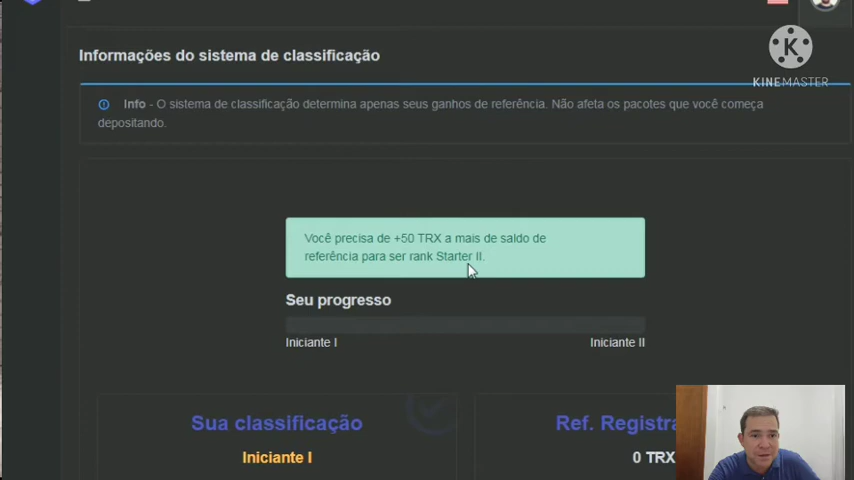 Informações do sistema de classificação
K
KINEMASTER
Info - O sistema de classificação determina apenas seus ganhos de referência. Não afeta os pacotes que você começa
depositando.
Você precisa de +50 TRX a mais de saldo de
referência para ser rank Starter II.
Seu progresso
Iniciante I
Iniciante II
Sua classificação
Iniciante I
Ref.
0 TRX